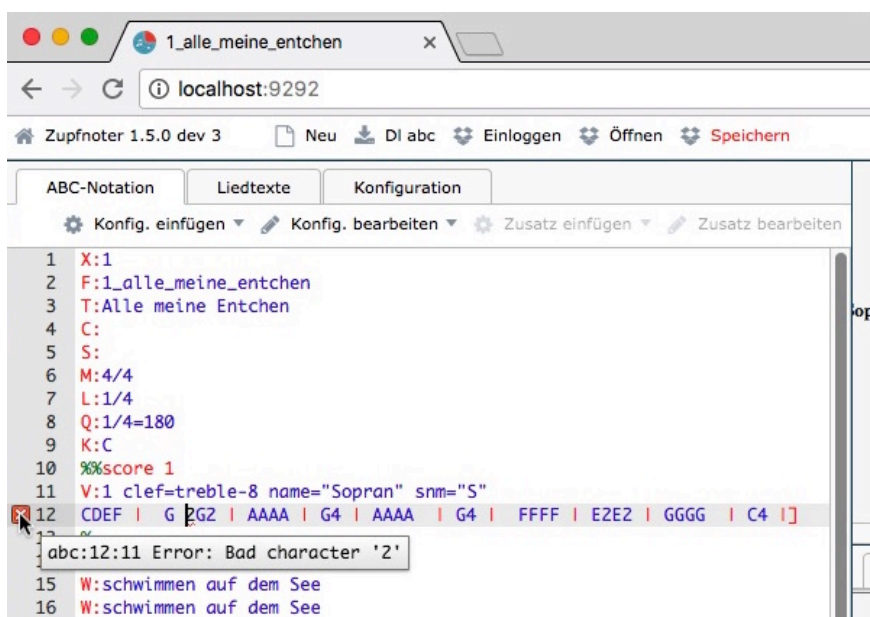 1_alle_meine_entchen
localhost:9292
Zupfnoter 1.5.0 dev 3 Neu Dl abc Einloggen Öffnen Speichern
ABC-Notation Liedtexte Konfiguration
Konfig. einfügen Konfig. bearbeiten Zusatz einfügen Zusatz bearbeiten
1 X:1
2 F:1_alle_meine_entchen
3 T:Alle meine Entchen
4 C:
5 S:
6 M:4/4
7 L:1/4
8 Q:1/4=180
9 K:C
10 %%score 1
11 V:1 clef=treble-8 name="Sopran" snm="S"
12 CDEF | G 2G2 | AAAA | G4 | AAAA | G4 | FFFF | E2E2 | GGGG | C4 |]
abc:12:11 Error: Bad character '2'
15 W:schwimmen auf dem See
16 W:schwimmen auf dem See